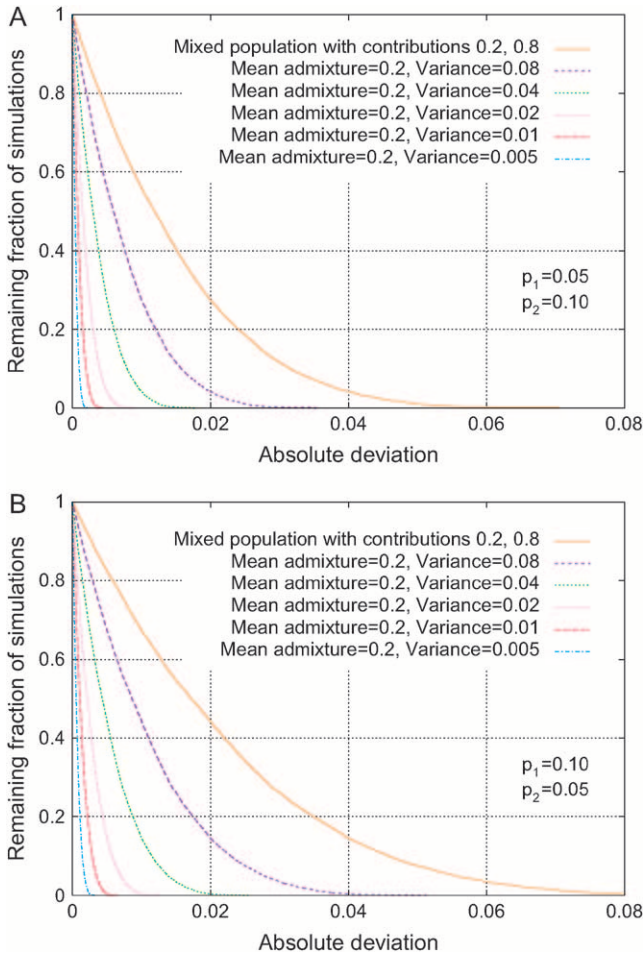 A
Mixed population with contributions 0.2, 0.8
Mean admixture=0.2, Variance=0.08
Mean admixture=0.2, Variance=0.04
Mean admixture=0.2, Variance=0.02
Mean admixture=0.2, Variance=0.01
Mean admixture=0.2, Variance=0.005
Remaining fraction of simulations
1
0.8
0.6
0.4
0.2
0
p1=0.05
p2=0.10
0 0.02 0.04 0.06 0.08
Absolute deviation
B
Mixed population with contributions 0.2, 0.8
Mean admixture=0.2, Variance=0.08
Mean admixture=0.2, Variance=0.04
Mean admixture=0.2, Variance=0.02
Mean admixture=0.2, Variance=0.01
Mean admixture=0.2, Variance=0.005
Remaining fraction of simulations
1
0.8
0.6
0.4
0.2
0
p1=0.10
p2=0.05
0 0.02 0.04 0.06 0.08
Absolute deviation